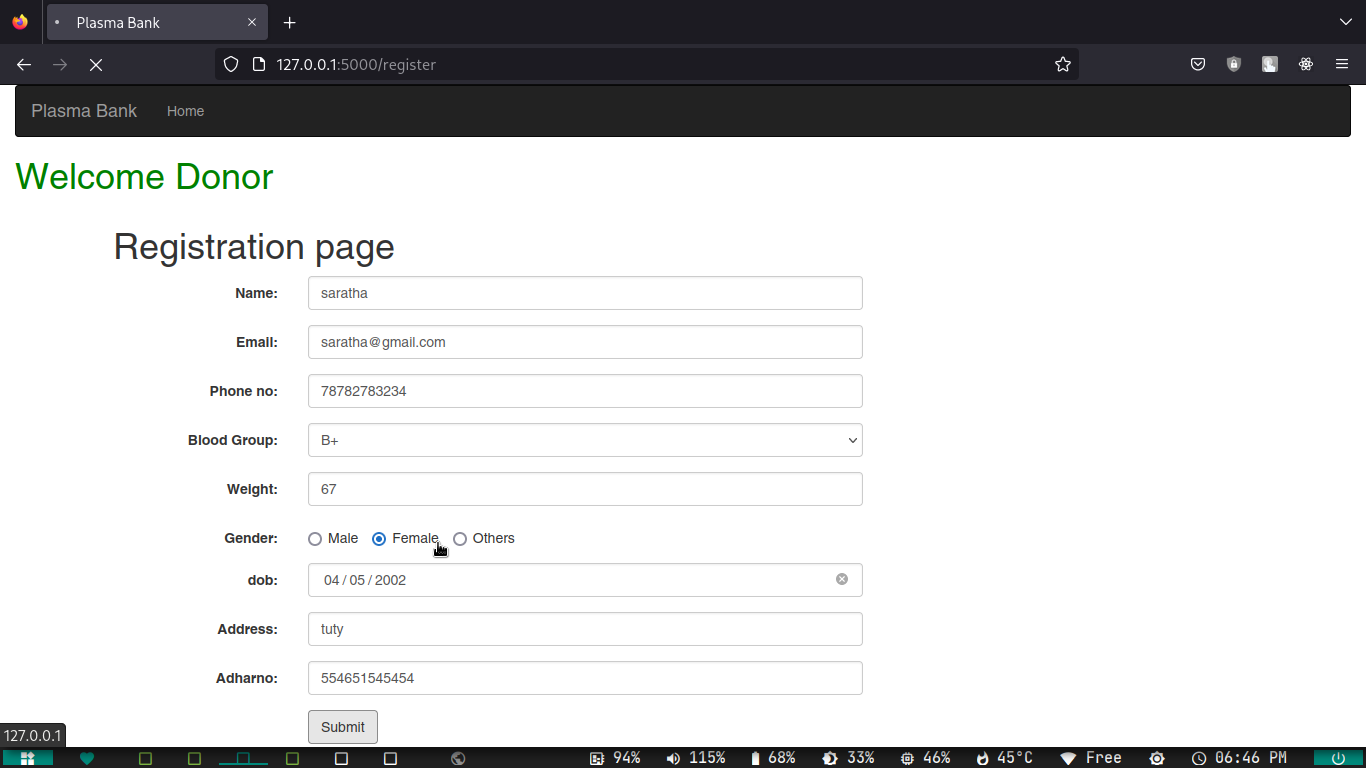 Plasma Bank
127.0.0.1:5000/register
Plasma Bank Home
Welcome Donor
Registration page
Name: saratha
Email: saratha@gmail.com
Phone no: 78782783234
Blood Group: B+
Weight: 67
Gender: Male Female Others
dob: 04 / 05 / 2002
Address: tuty
Adharno: 554651545454
Submit
127.0.0.1
94% 115% 68% 33% 46% 45°C Free 06:46 PM